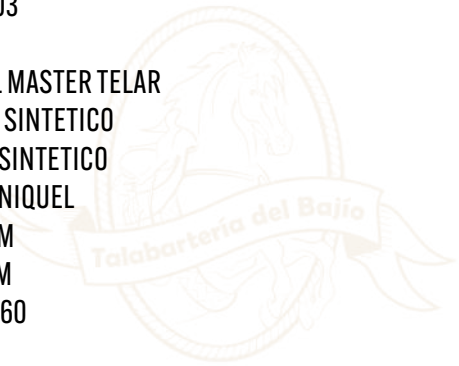 03
L MASTER TELAR
SINTETICO
SINTETICO
NIQUEL
M
M
60
Talabartería del Bajío